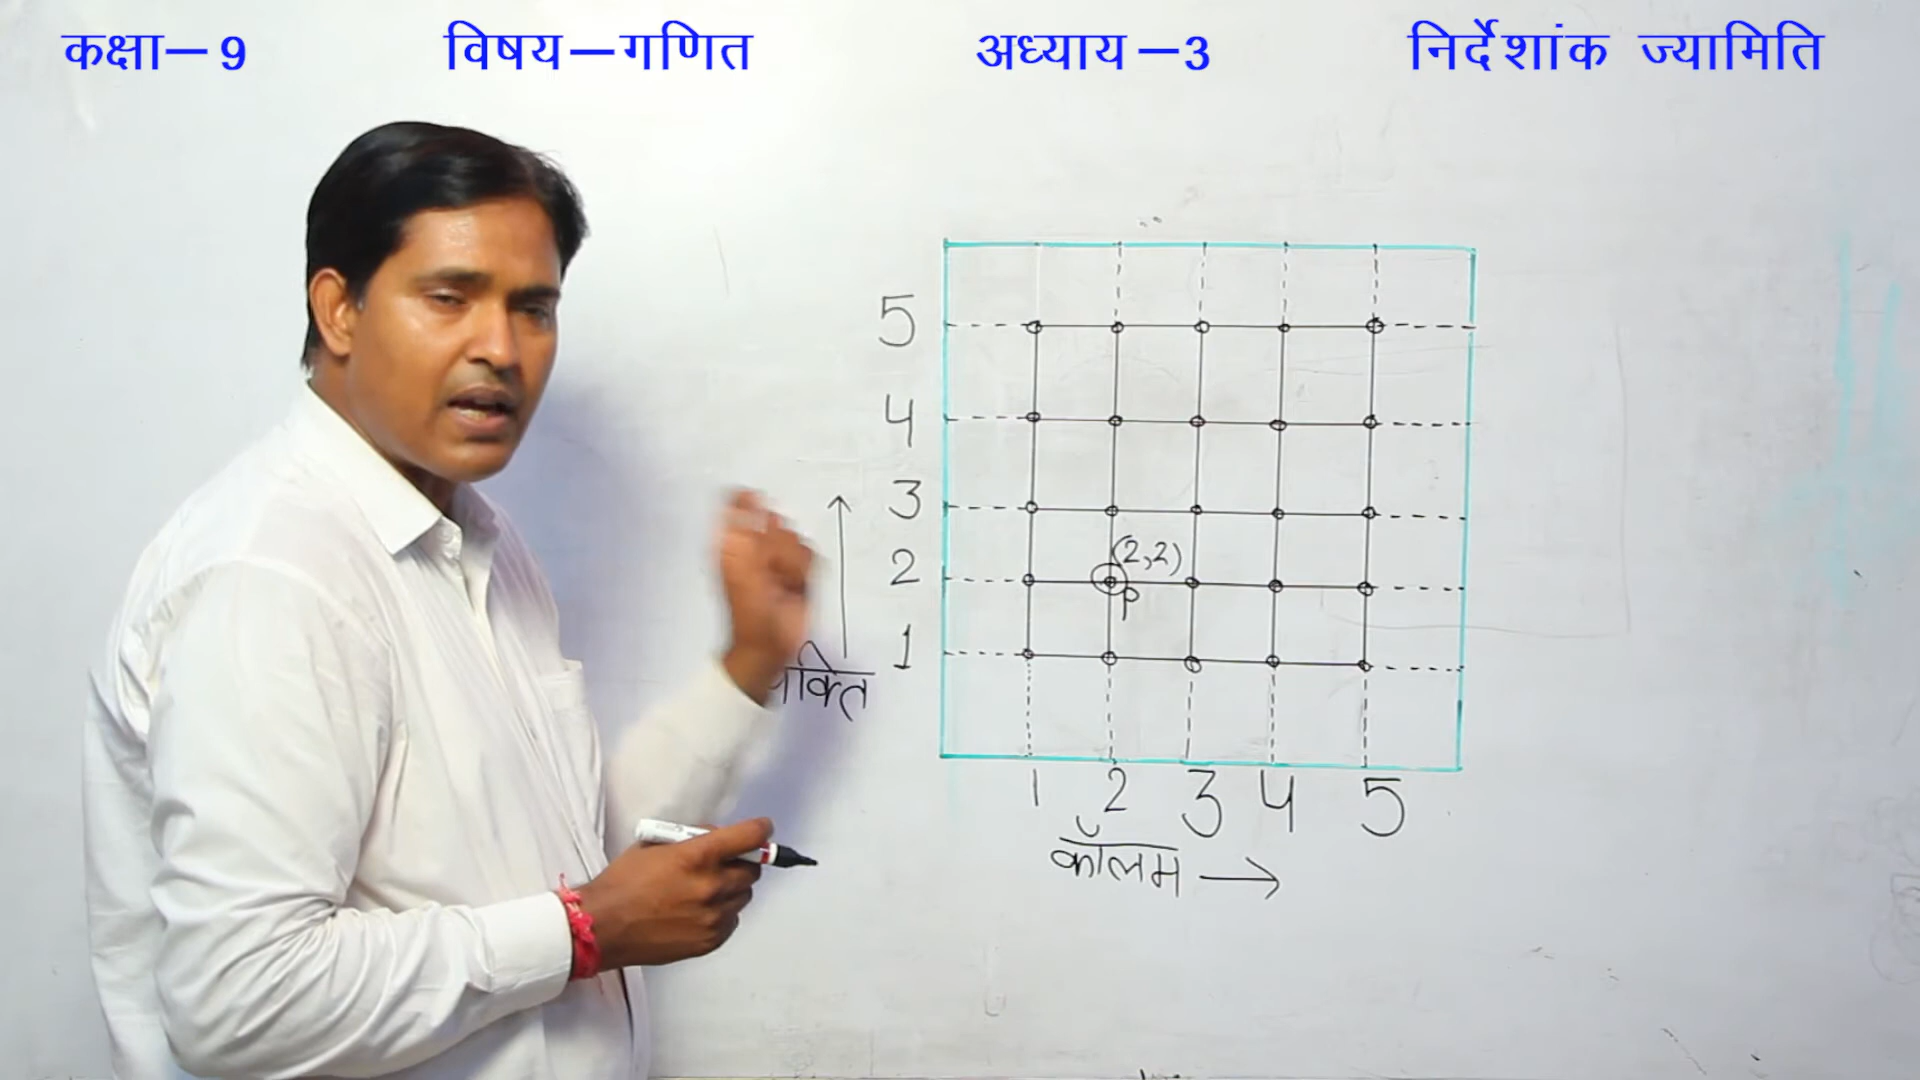 कक्षा–9 विषय–गणित अध्याय–3 निर्देशांक ज्यामिति
5
4
3
2
1
(2,2)
P
1 2 3 4 5
कॉलम →